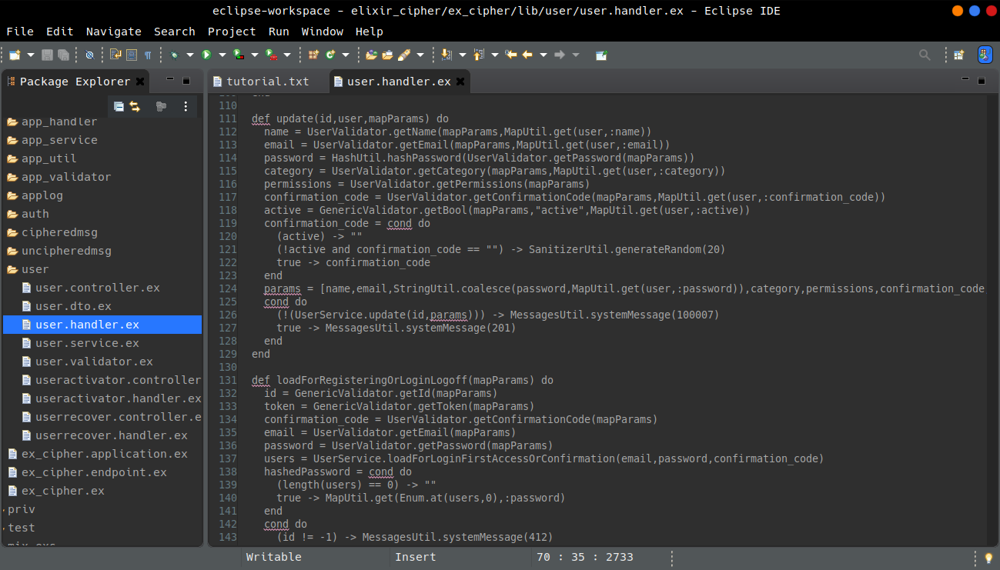 eclipse-workspace - elixir_cipher/ex_cipher/lib/user/user.handler.ex - Eclipse IDE
File Edit Navigate Search Project Run Window Help
Package Explorer
tutorial.txt
user.handler.ex
app_handler
app_service
app_util
app_validator
applog
auth
cipheredmsg
uncipheredmsg
user
user.controller.ex
user.dto.ex
user.handler.ex
user.service.ex
user.validator.ex
useractivator.controller
useractivator.handler.ex
userrecover.controller.e
userrecover.handler.ex
ex_cipher.application.ex
ex_cipher.endpoint.ex
ex_cipher.ex
priv
test
109 end
110
111 def update(id,user,mapParams) do
112 name = UserValidator.getName(mapParams,MapUtil.get(user,:name))
113 email = UserValidator.getEmail(mapParams,MapUtil.get(user,:email))
114 password = HashUtil.hashPassword(UserValidator.getPassword(mapParams))
115 category = UserValidator.getCategory(mapParams,MapUtil.get(user,:category))
116 permissions = UserValidator.getPermissions(mapParams)
117 confirmation_code = UserValidator.getConfirmationCode(mapParams,MapUtil.get(user,:confirmation_code))
118 active = GenericValidator.getBool(mapParams,"active",MapUtil.get(user,:active))
119 confirmation_code = cond do
120 (active) -> ""
121 (!active and confirmation_code == "") -> SanitizerUtil.generateRandom(20)
122 true -> confirmation_code
123 end
124 params = [name,email,StringUtil.coalesce(password,MapUtil.get(user,:password)),category,permissions,confirmation_code
125 cond do
126 (!(UserService.update(id,params))) -> MessagesUtil.systemMessage(100007)
127 true -> MessagesUtil.systemMessage(201)
128 end
129 end
130
131 def loadForRegisteringOrLoginLogoff(mapParams) do
132 id = GenericValidator.getId(mapParams)
133 token = GenericValidator.getToken(mapParams)
134 confirmation_code = UserValidator.getConfirmationCode(mapParams)
135 email = UserValidator.getEmail(mapParams)
136 password = UserValidator.getPassword(mapParams)
137 users = UserService.loadForLoginFirstAccessOrConfirmation(email,password,confirmation_code)
138 hashedPassword = cond do
139 (length(users) == 0) -> ""
140 true -> MapUtil.get(Enum.at(users,0),:password)
141 end
142 cond do
143 (id != -1) -> MessagesUtil.systemMessage(412)
Writable
Insert
70 : 35 : 2733